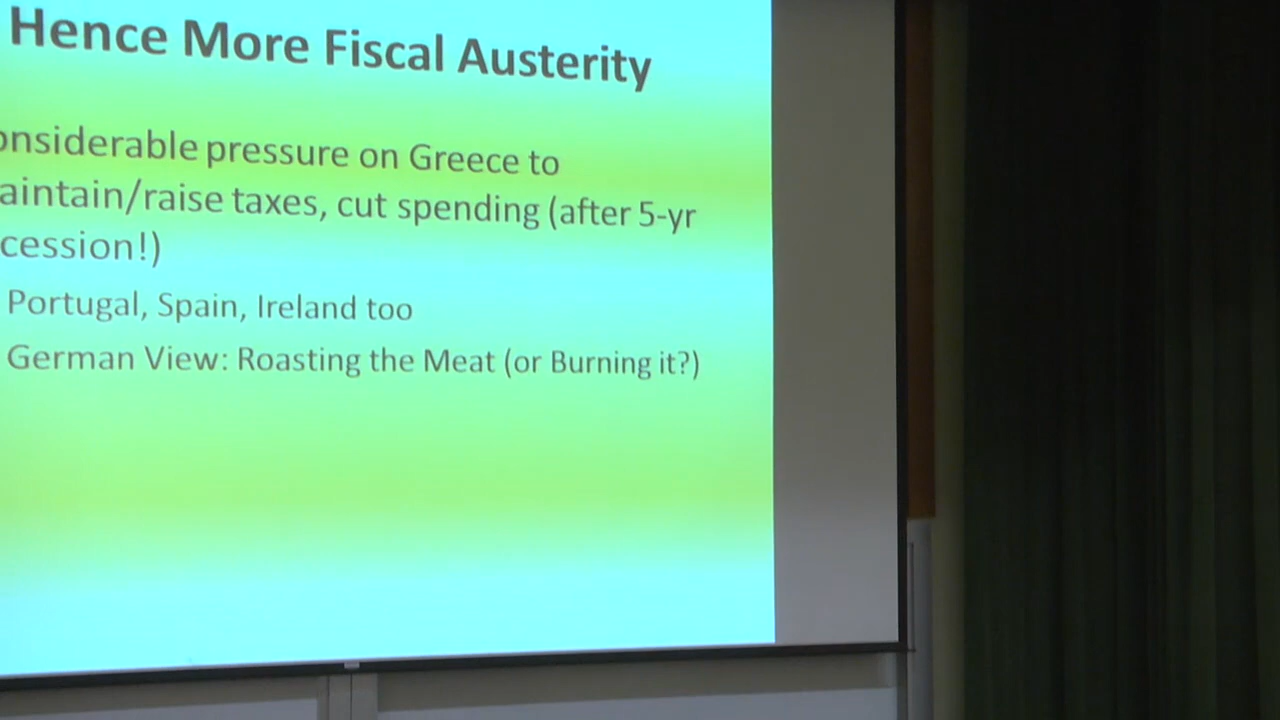 Hence More Fiscal Austerity
onsiderable pressure on Greece to
aintain/raise taxes, cut spending (after 5-yr
cession!)
Portugal, Spain, Ireland too
German View: Roasting the Meat (or Burning it?)